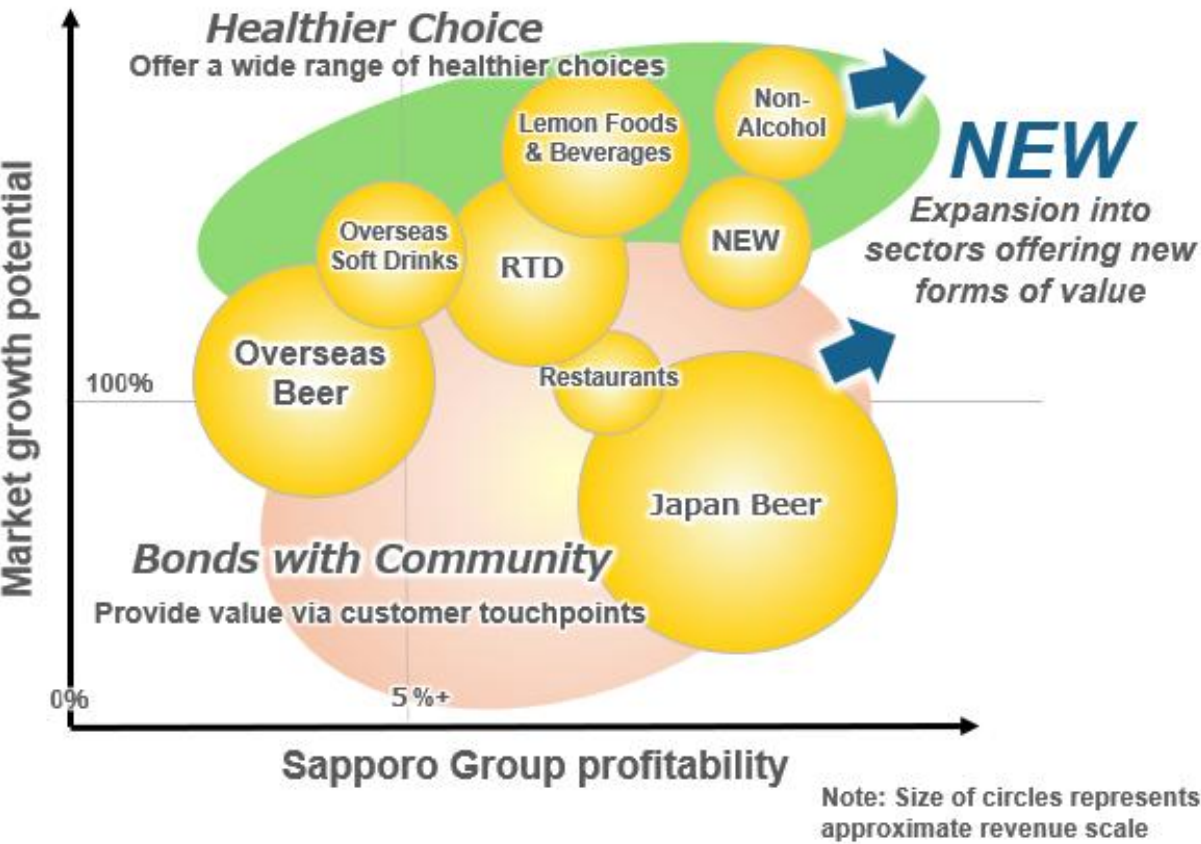 Healthier Choice
Offer a wide range of healthier choices
Non-
Alcohol
Lemon Foods
& Beverages
NEW
Expansion into
sectors offering new
forms of value
Overseas
Soft Drinks
RTD
NEW
Overseas
Beer
Restaurants
100%
Japan Beer
Bonds with Community
Provide value via customer touchpoints
Market growth potential
0%
5%+
Sapporo Group profitability
Note: Size of circles represents
approximate revenue scale